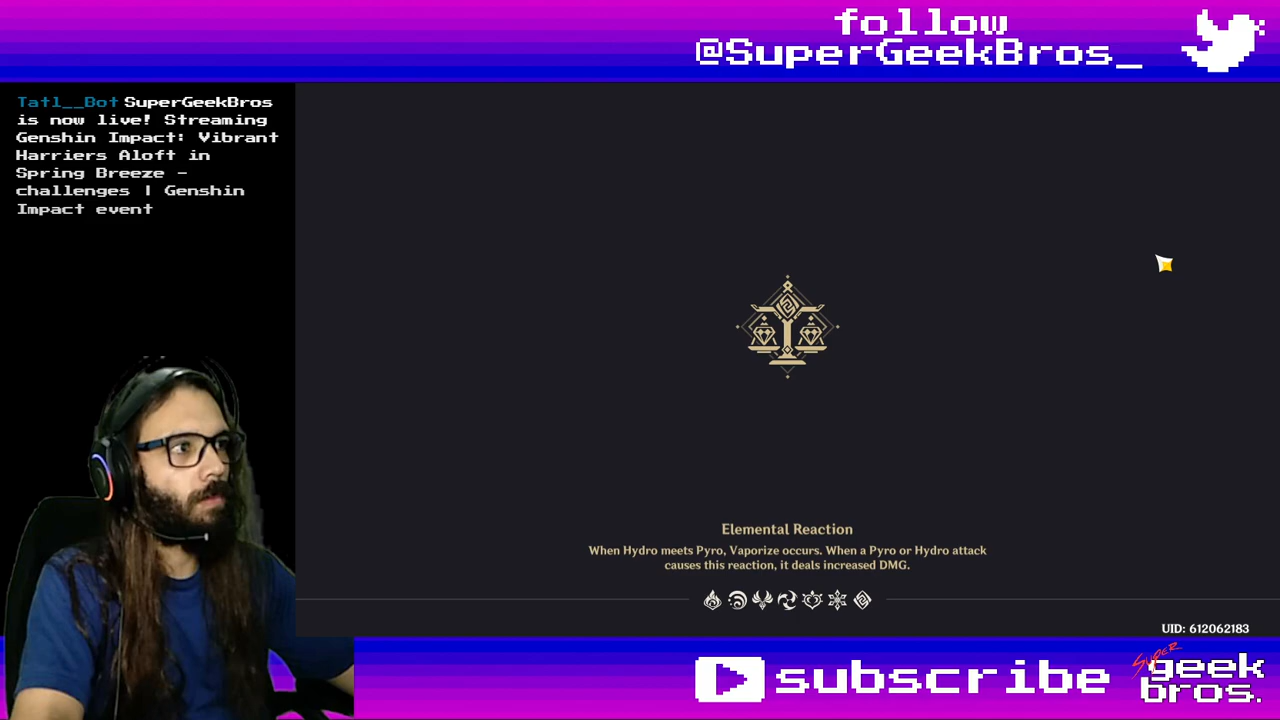 follow
@SuperGeekBros_
Tatl__Bot SuperGeekBros
is now live! Streaming
Genshin Impact: Vibrant
Harriers Aloft in
Spring Breeze -
challenges | Genshin
Impact event
Elemental Reaction
When Hydro meets Pyro, Vaporize occurs. When a Pyro or Hydro attack
causes this reaction, it deals increased DMG.
UID: 612062183
subscribe
SUPER
geek
bros.